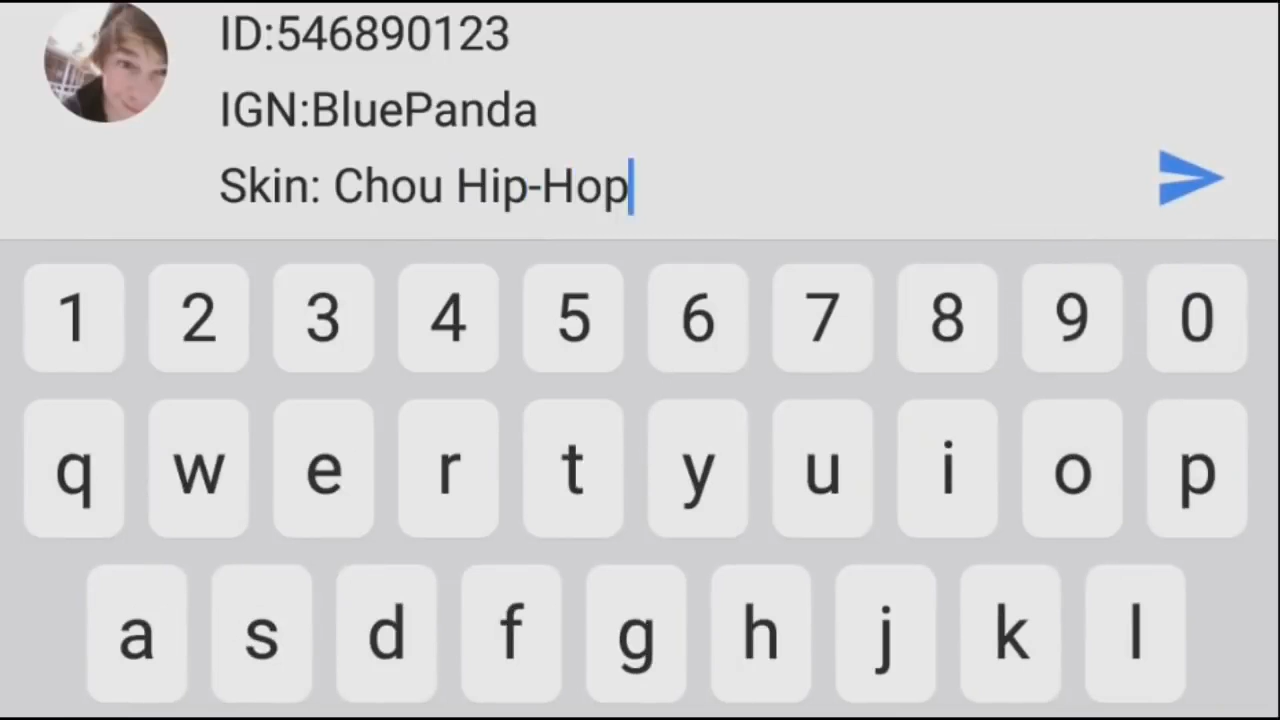 ID:546890123
IGN:BluePanda
Skin: Chou Hip-Hop
1 2 3 4 5 6 7 8 9 0
q w e r t y u i o p
a s d f g h j k l